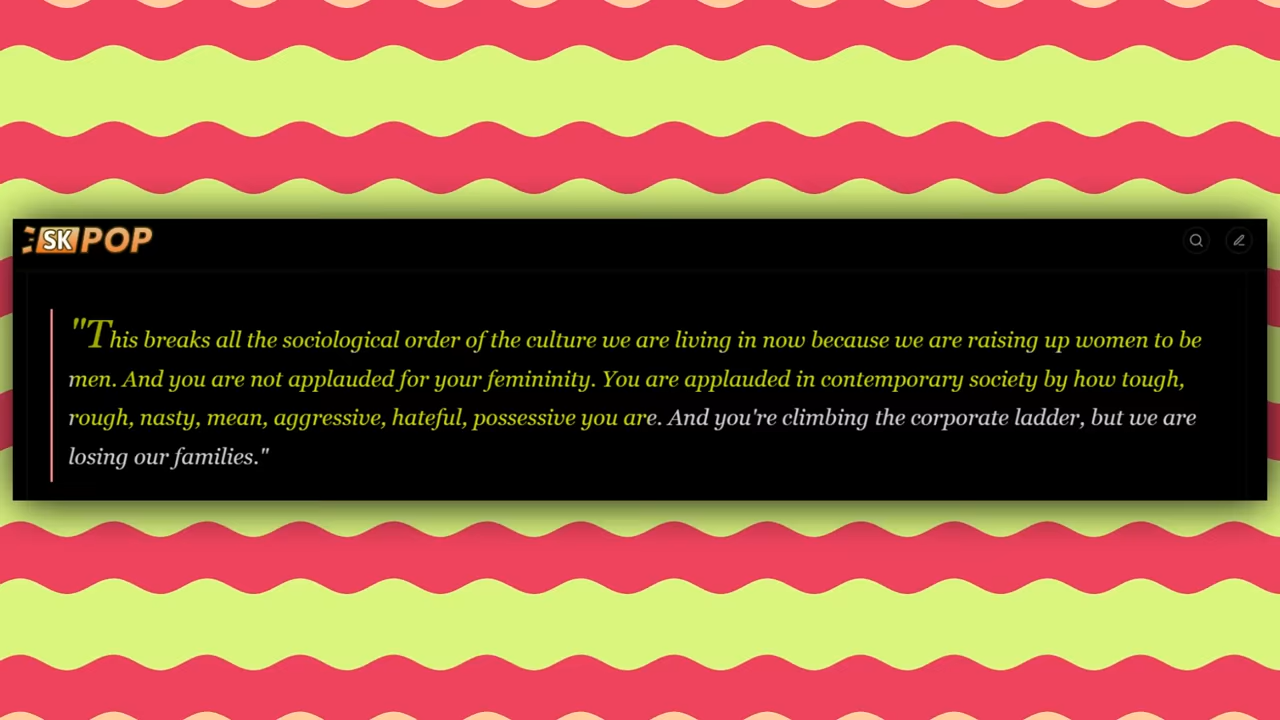 SK POP
"This breaks all the sociological order of the culture we are living in now because we are raising up women to be
men. And you are not applauded for your femininity. You are applauded in contemporary society by how tough,
rough, nasty, mean, aggressive, hateful, possessive you are. And you're climbing the corporate ladder, but we are
losing our families."